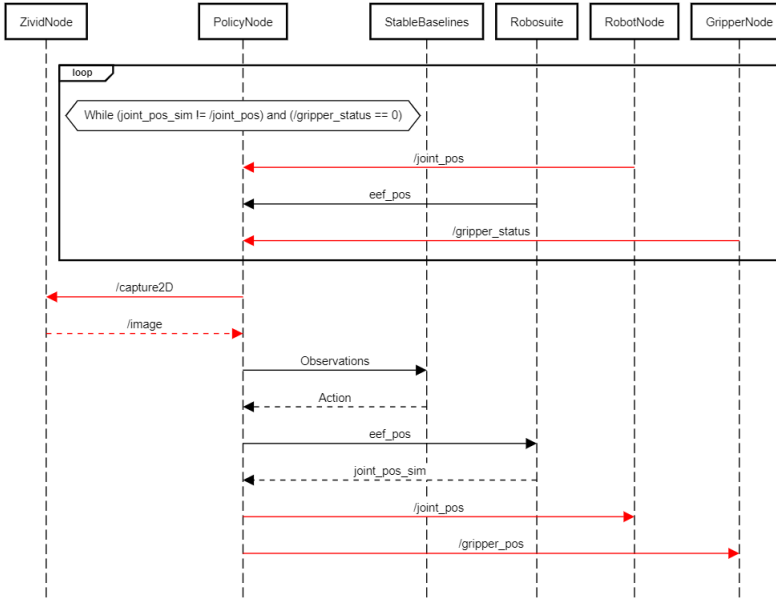 ZividNode
PolicyNode
StableBaselines
Robosuite
RobotNode
GripperNode
loop
While (joint_pos_sim != /joint_pos) and (/gripper_status == 0)
/joint_pos
eef_pos
/gripper_status
/capture2D
/image
Observations
Action
eef_pos
joint_pos_sim
/joint_pos
/gripper_pos